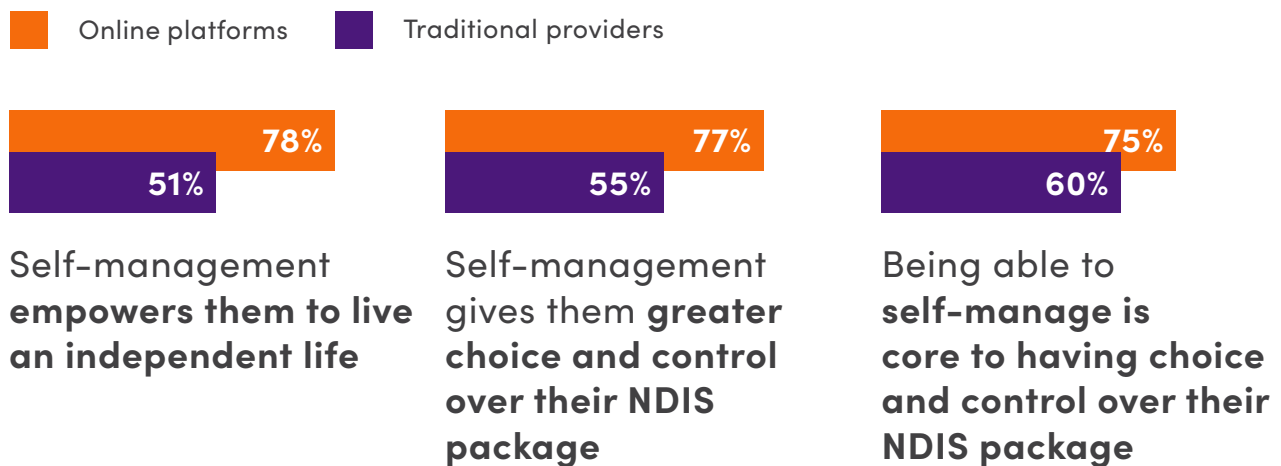 Online platforms
Traditional providers
78%
51%
Self-management
empowers them to live
an independent life
77%
55%
Self-management
gives them greater
choice and control
over their NDIS
package
75%
60%
Being able to
self-manage is
core to having choice
and control over their
NDIS package